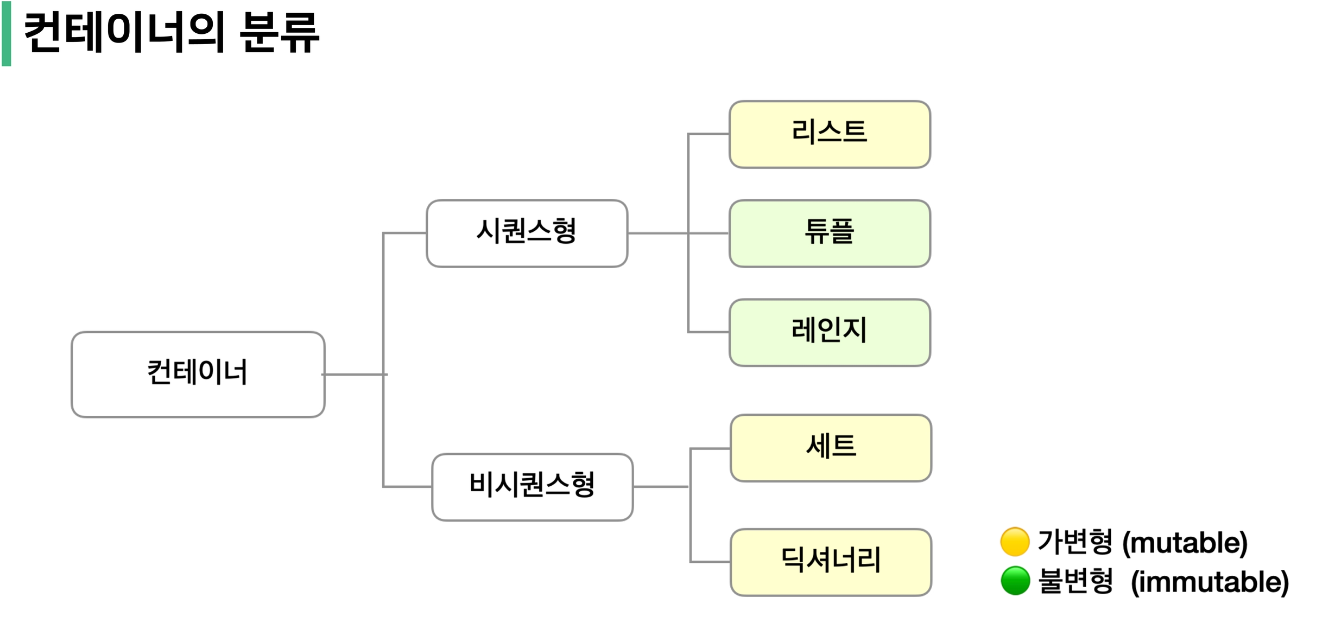 컨테이너의 분류
컨테이너
시퀀스형
리스트
튜플
레인지
비시퀀스형
세트
딕셔너리
가변형 (mutable)
불변형 (immutable)